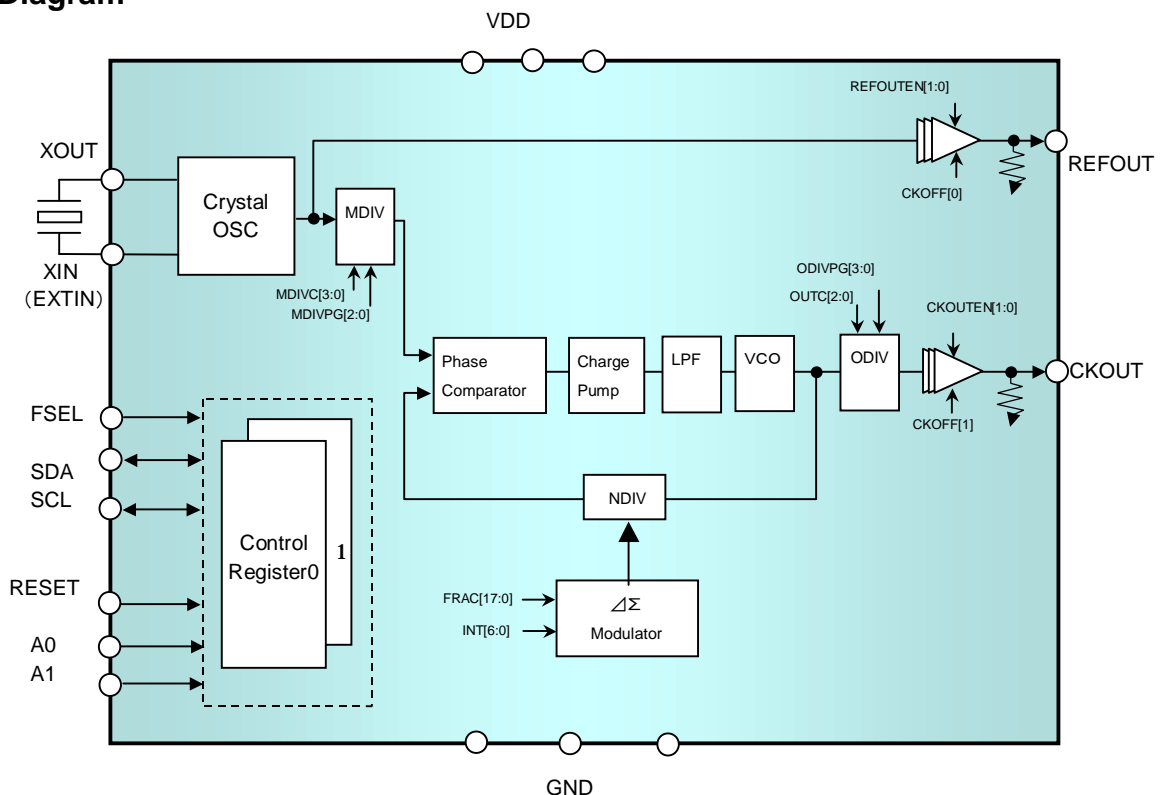 Diagram
VDD
REFOUTEN[1:0]
XOUT
REFOUT
Crystal
OSC
MDIV
CKOFF[0]
XIN
(EXTIN)
MDIVC[3:0]
MDIVPG[2:0]
ODIVPG[3:0]
OUTC[2:0]
CKOUTEN[1:0]
Phase
Comparator
Charge
Pump
LPF
VCO
ODIV
CKOUT
FSEL
CKOFF[1]
SDA
SCL
NDIV
Control
Register0
1
RESET
FRAC[17:0]
INT[6:0]
⊿Σ
Modulator
A0
A1
GND